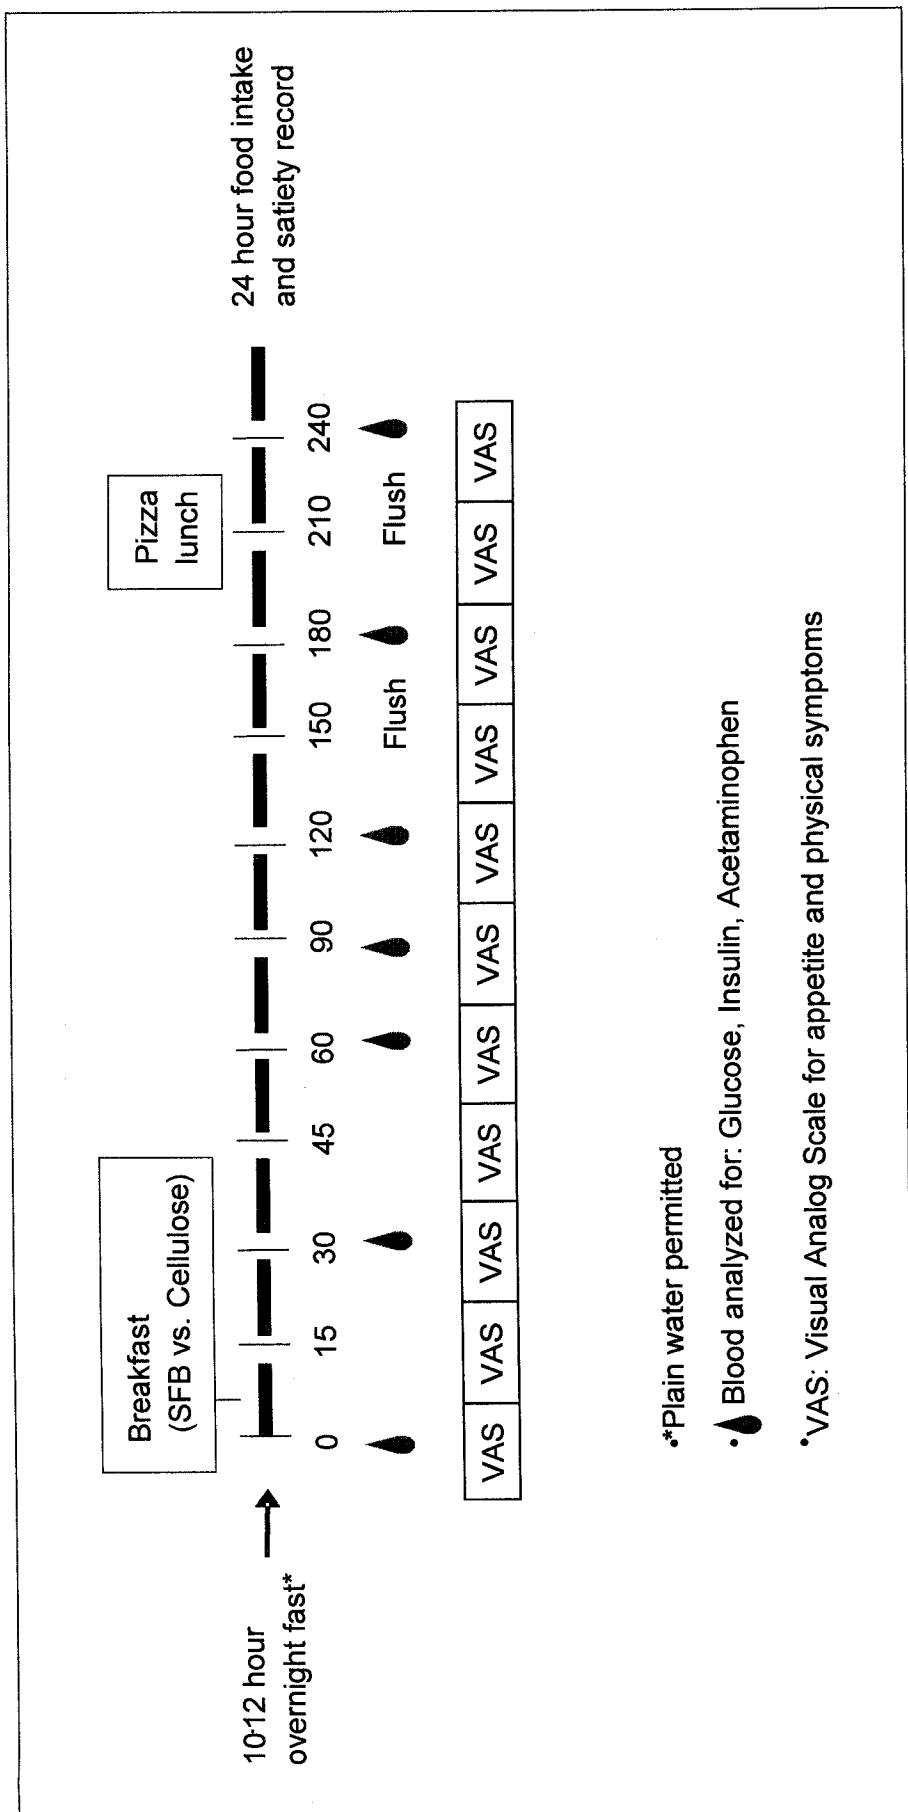 Breakfast
(SFB vs. Cellulose)
Pizza
lunch
10-12 hour
overnight fast*
24 hour food intake
and satiety record
0 15 30 45 60 90 120 150 180 210 240
Flush Flush
VAS VAS VAS VAS VAS VAS VAS VAS VAS VAS VAS
•*Plain water permitted
• Blood analyzed for: Glucose, Insulin, Acetaminophen
•VAS: Visual Analog Scale for appetite and physical symptoms